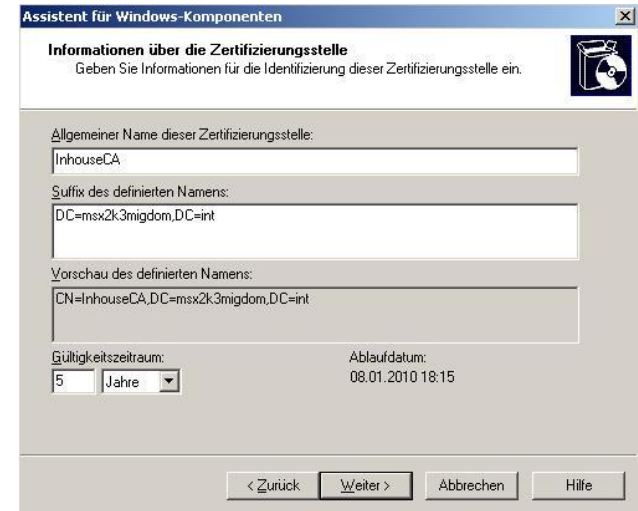 Assistent für Windows-Komponenten
Informationen über die Zertifizierungsstelle
Geben Sie Informationen für die Identifizierung dieser Zertifizierungsstelle ein.
Allgemeiner Name dieser Zertifizierungsstelle:
InhouseCA
Suffix des definierten Namens:
DC=msx2k3migdom,DC=int
Vorschau des definierten Namens:
CN=InhouseCA,DC=msx2k3migdom,DC=int
Gültigkeitszeitraum: Ablaufdatum:
5 Jahre 08.01.2010 18:15
< Zurück Weiter > Abbrechen Hilfe